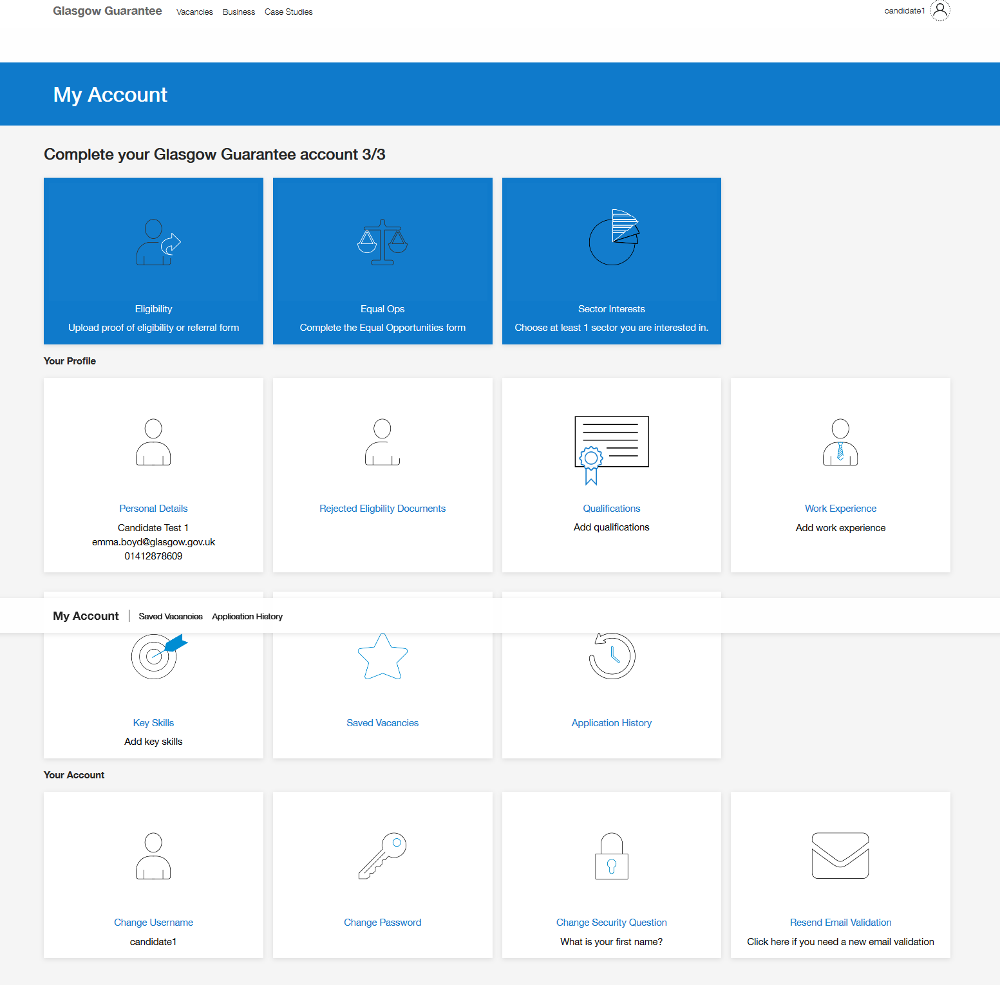 Glasgow Guarantee Vacancies Business Case Studies candidate1
My Account
Complete your Glasgow Guarantee account 3/3
Eligibility
Upload proof of eligibility or referral form
Equal Ops
Complete the Equal Opportunities form
Sector Interests
Choose at least 1 sector you are interested in.
Your Profile
Personal Details
Candidate Test 1
emma.boyd@glasgow.gov.uk
01412878609
Rejected Eligbility Documents
Qualifications
Add qualifications
Work Experience
Add work experience
My Account Saved Vacancies Application History
Key Skills
Add key skills
Saved Vacancies
Application History
Your Account
Change Username
candidate1
Change Password
Change Security Question
What is your first name?
Resend Email Validation
Click here if you need a new email validation